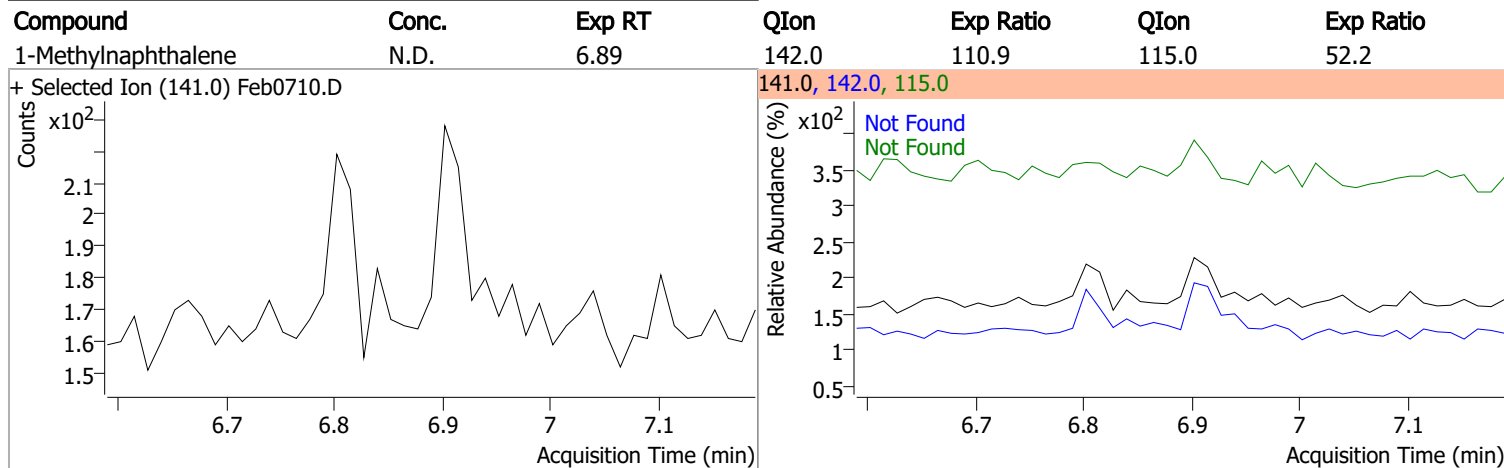 Compound Conc. Exp RT QIon Exp Ratio QIon Exp Ratio
1-Methylnaphthalene N.D. 6.89 142.0 110.9 115.0 52.2
+ Selected Ion (141.0) Feb0710.D
Counts
x10²
2.1
2
1.9
1.8
1.7
1.6
1.5
6.7 6.8 6.9 7 7.1
Acquisition Time (min)
141.0, 142.0, 115.0
Relative Abundance (%)
x10²
Not Found
Not Found
3.5
3
2.5
2
1.5
1
0.5
6.7 6.8 6.9 7 7.1
Acquisition Time (min)